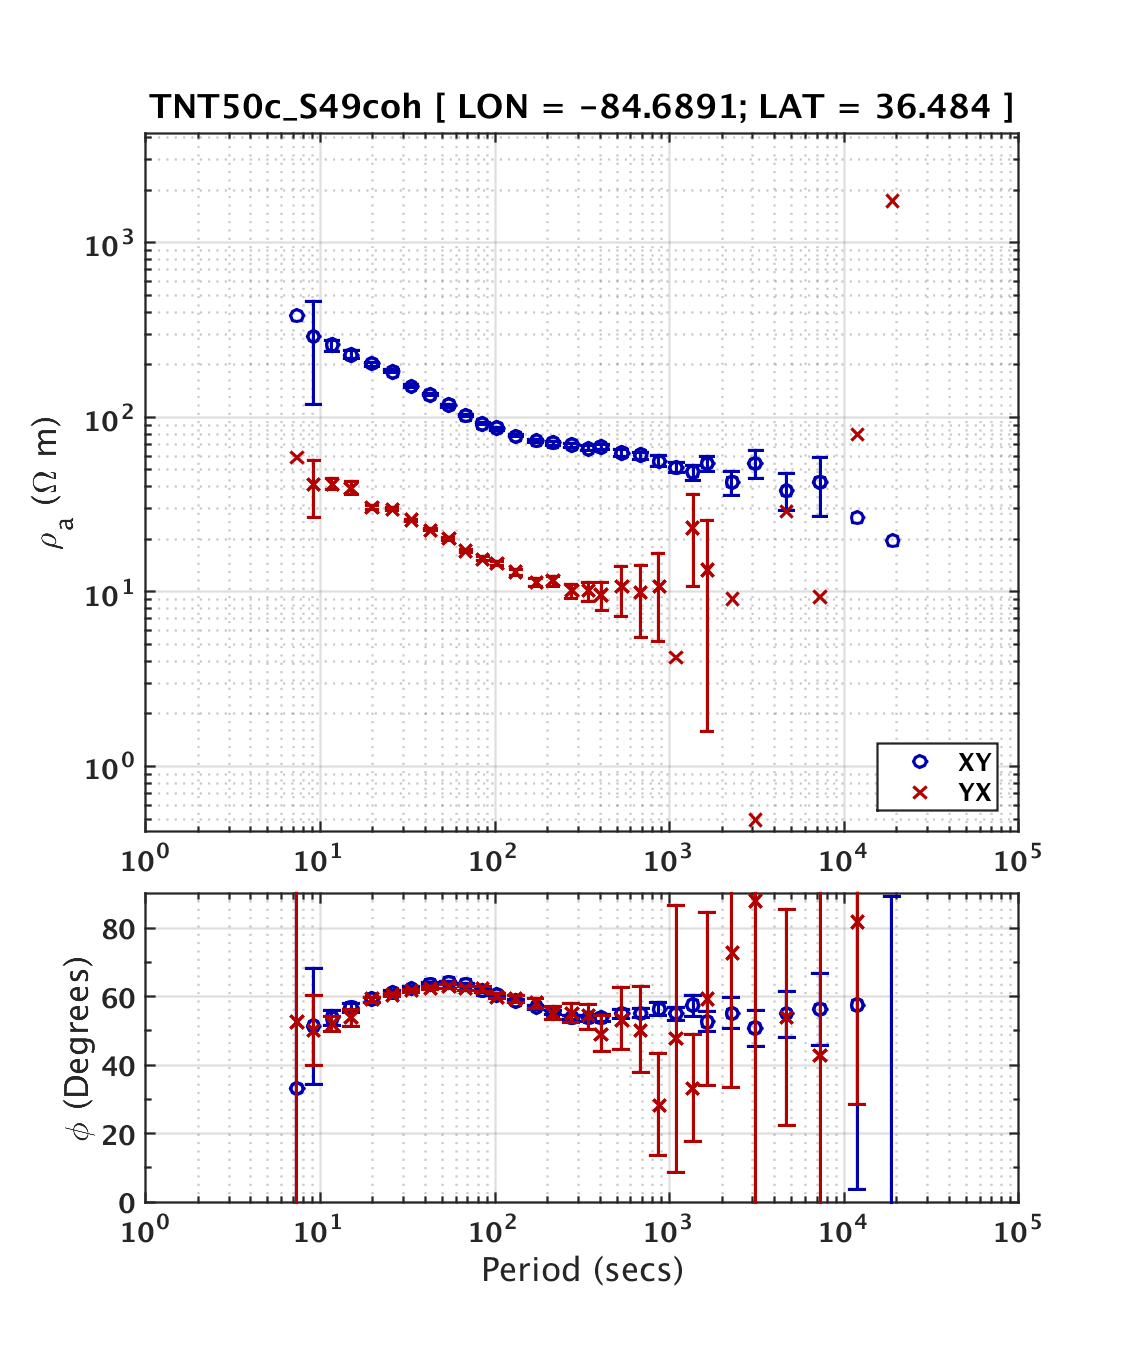 TNT50c_S49coh [ LON = -84.6891; LAT = 36.484 ]
ρa (Ω m)
10^3
10^2
10^1
10^0
XY
YX
10^0 10^1 10^2 10^3 10^4 10^5
ϕ (Degrees)
80
60
40
20
0
10^0 10^1 10^2 10^3 10^4 10^5
Period (secs)